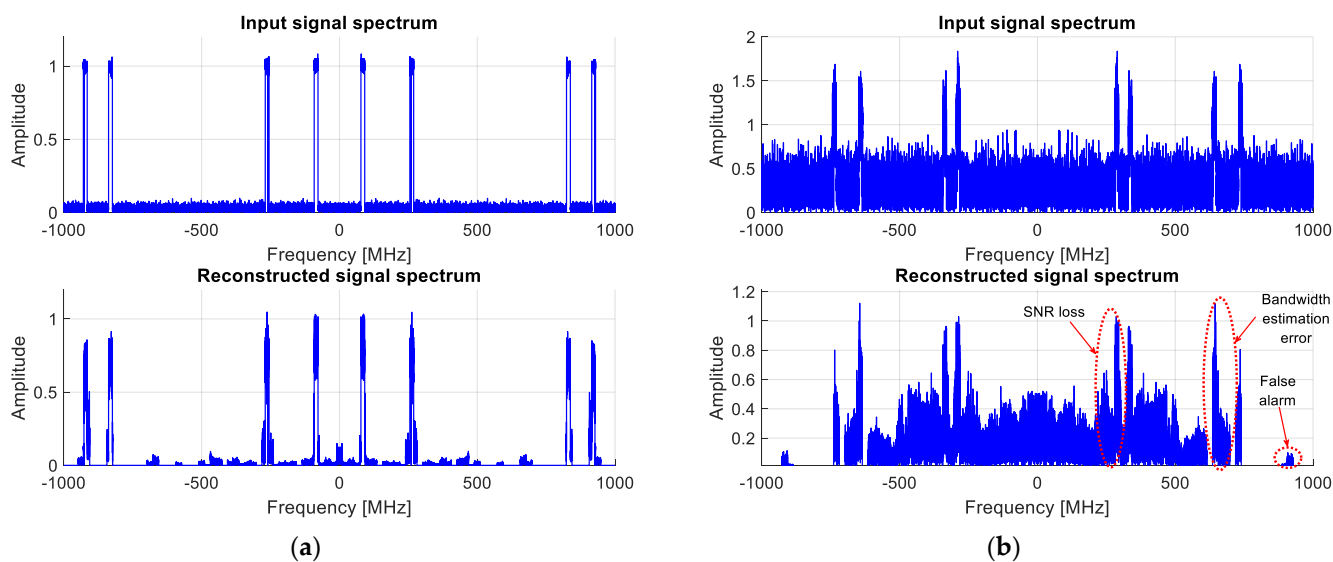 Input signal spectrum
Amplitude
1
0.5
0
-1000 -500 0 500 1000
Frequency [MHz]
Reconstructed signal spectrum
Amplitude
1
0.5
0
-1000 -500 0 500 1000
Frequency [MHz]
(a)
Input signal spectrum
Amplitude
2
1.5
1
0.5
0
-1000 -500 0 500 1000
Frequency [MHz]
Reconstructed signal spectrum
Amplitude
1.2
1
0.8
0.6
0.4
0.2
SNR loss
Bandwidth
estimation
error
False
alarm
-1000 -500 0 500 1000
Frequency [MHz]
(b)